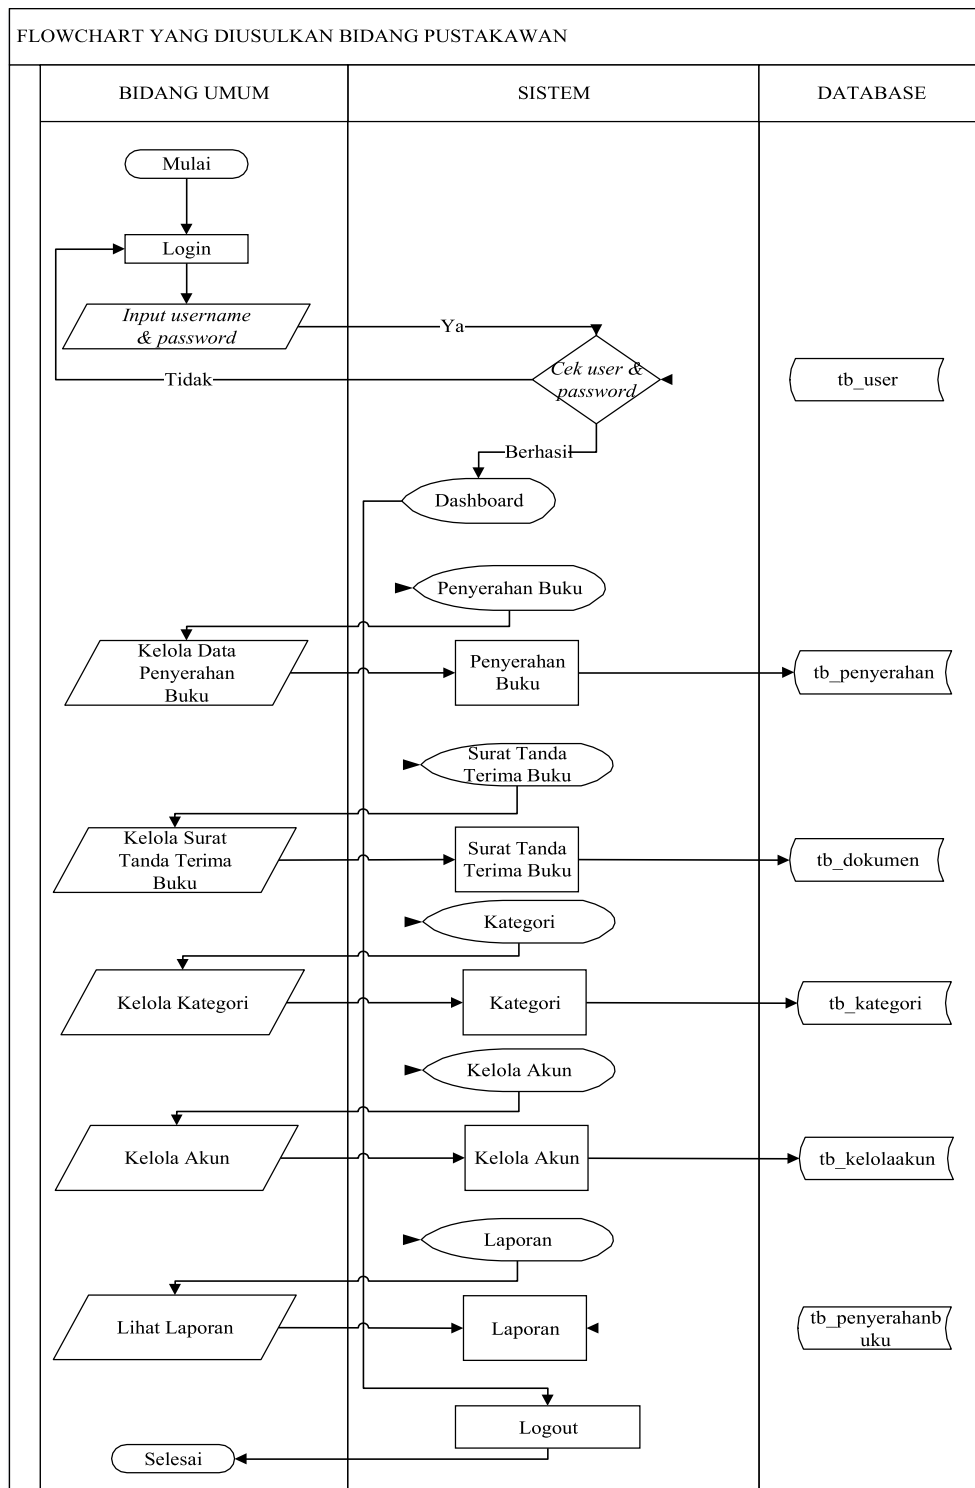 FLOWCHART YANG DIUSULKAN BIDANG PUSTAKAWAN
BIDANG UMUM
SISTEM
DATABASE
Mulai
Login
Input username
& password
Ya
Cek user &
password
Tidak
tb_user
Berhasil
Dashboard
Penyerahan Buku
Kelola Data
Penyerahan
Buku
Penyerahan
Buku
tb_penyerahan
Surat Tanda
Terima Buku
Kelola Surat
Tanda Terima
Buku
Surat Tanda
Terima Buku
tb_dokumen
Kategori
Kelola Kategori
Kategori
tb_kategori
Kelola Akun
Kelola Akun
Kelola Akun
tb_kelolaakun
Laporan
Lihat Laporan
Laporan
tb_penyerahanb
uku
Logout
Selesai